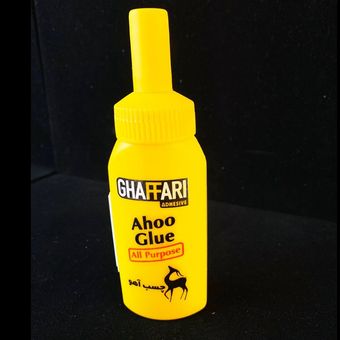 GHAFFARI
ADHESIVE
Ahoo
Glue
All Purpose
چسب آهو